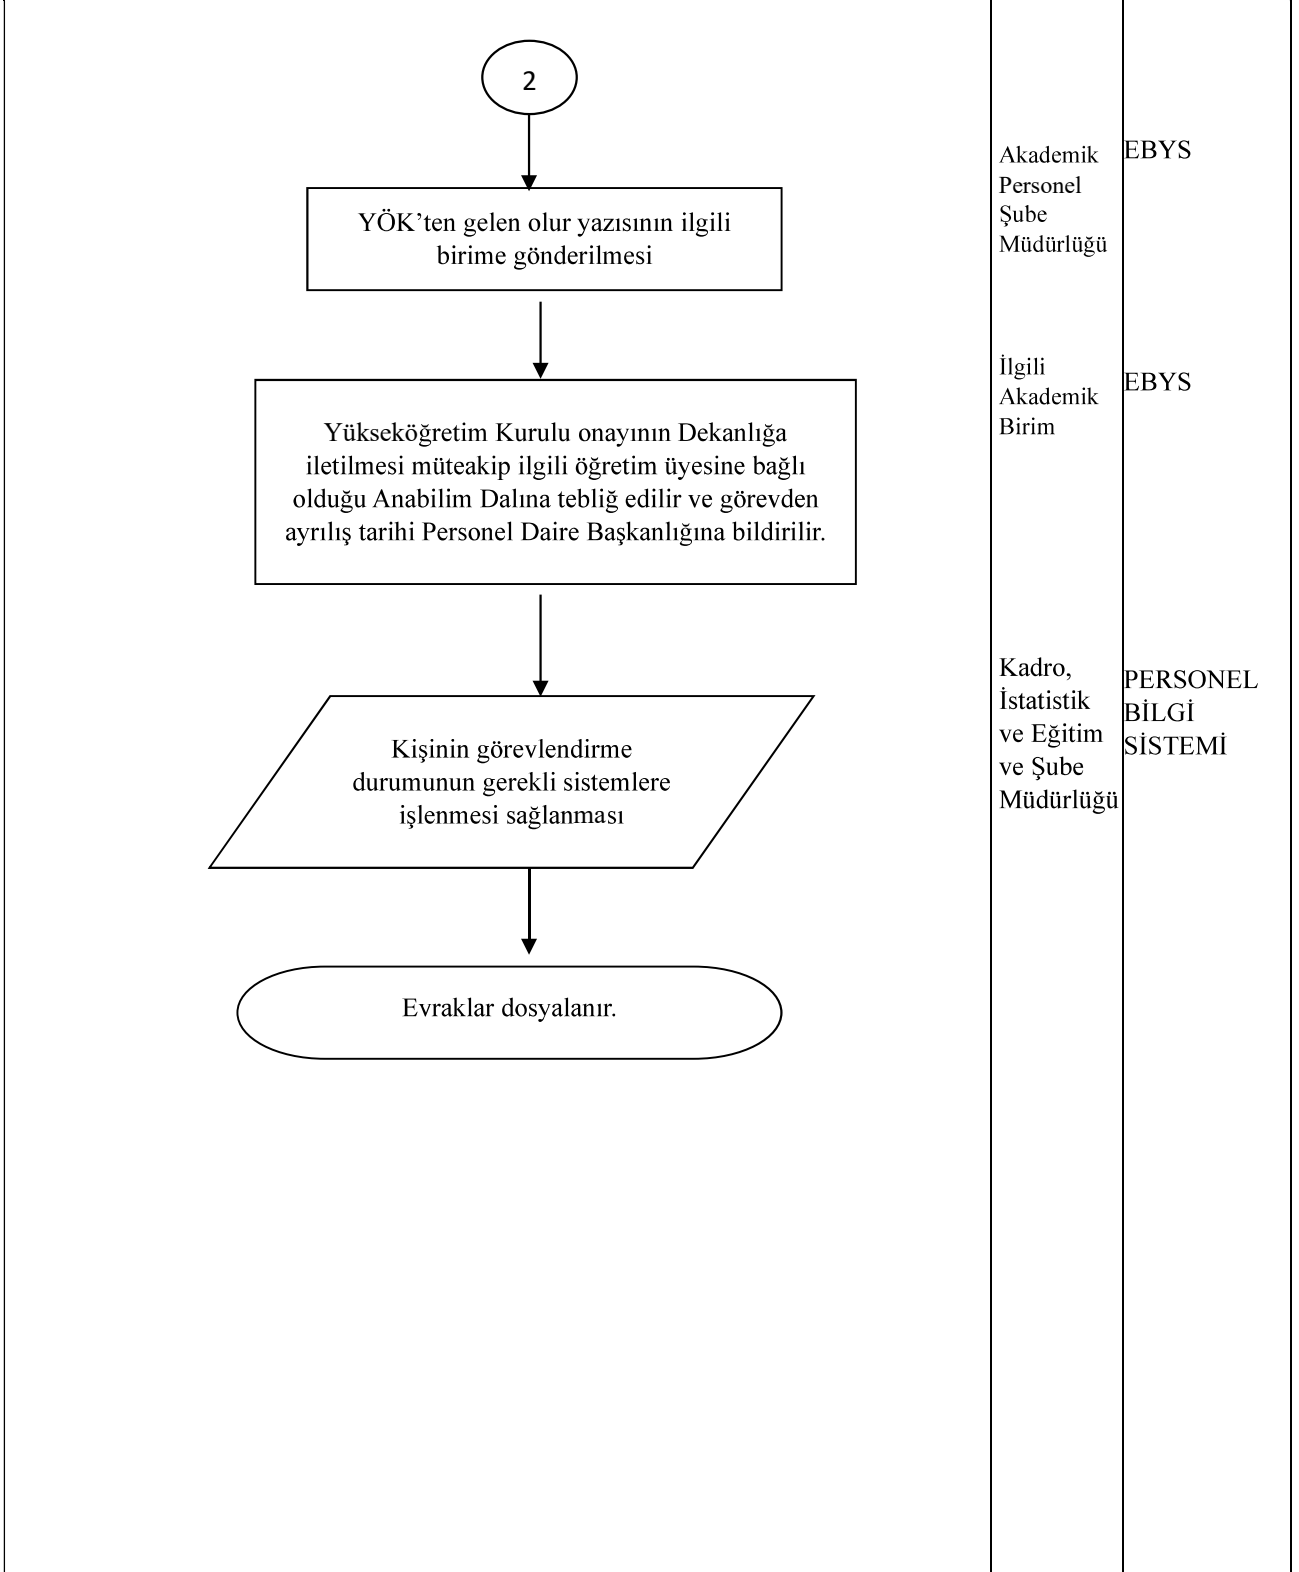 2
Akademik
Personel
Şube
Müdürlüğü
EBYS
YÖK’ten gelen olur yazısının ilgili
birime gönderilmesi
İlgili
Akademik
Birim
EBYS
Yükseköğretim Kurulu onayının Dekanlığa
iletilmesi müteakip ilgili öğretim üyesine bağlı
olduğu Anabilim Dalına tebliğ edilir ve görevden
ayrılış tarihi Personel Daire Başkanlığına bildirilir.
Kadro,
İstatistik
ve Eğitim
ve Şube
Müdürlüğü
PERSONEL
BİLGİ
SİSTEMİ
Kişinin görevlendirme
durumunun gerekli sistemlere
işlenmesi sağlanması
Evraklar dosyalanır.